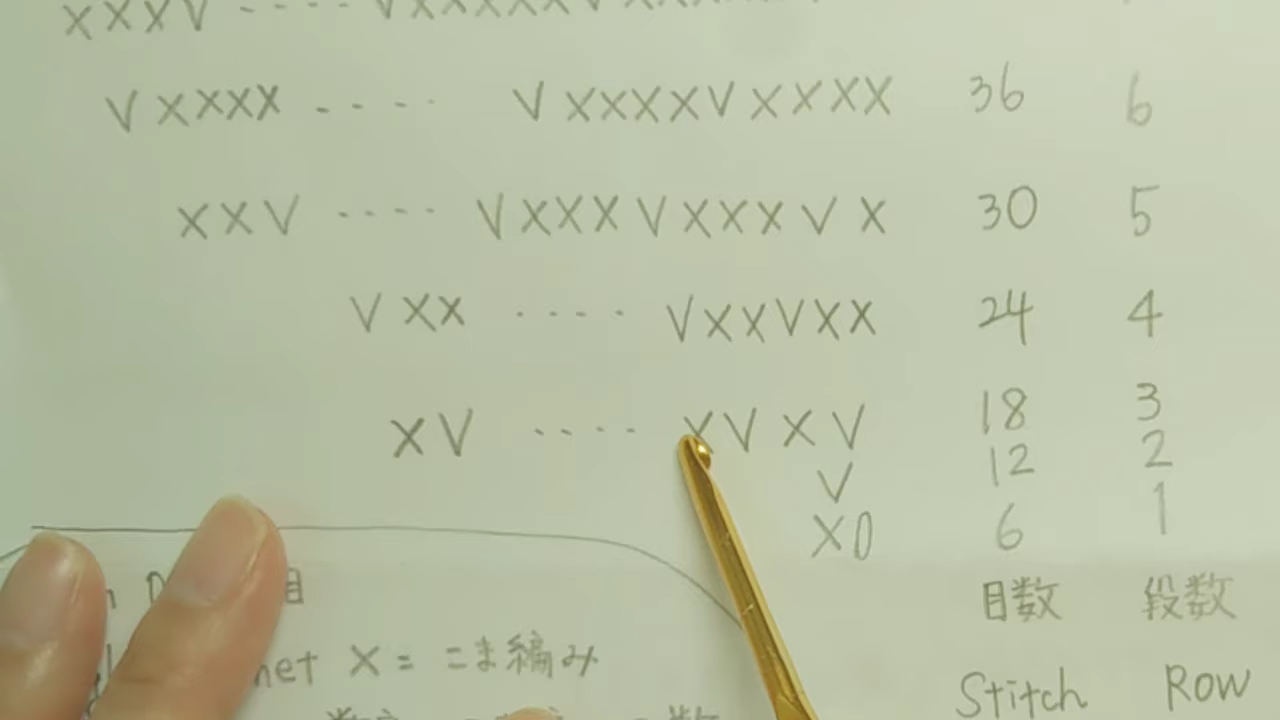 V X X X X - - - - V X X X X V X X X X 36 6
X X V - - - - V X X X V X X X V X 30 5
V X X - - - - V X X V X X 24 4
X V - - - - X V X V 18 3
V 12 2
X 0 6 1
目数 段数
Stitch Row
目
X = こま編み